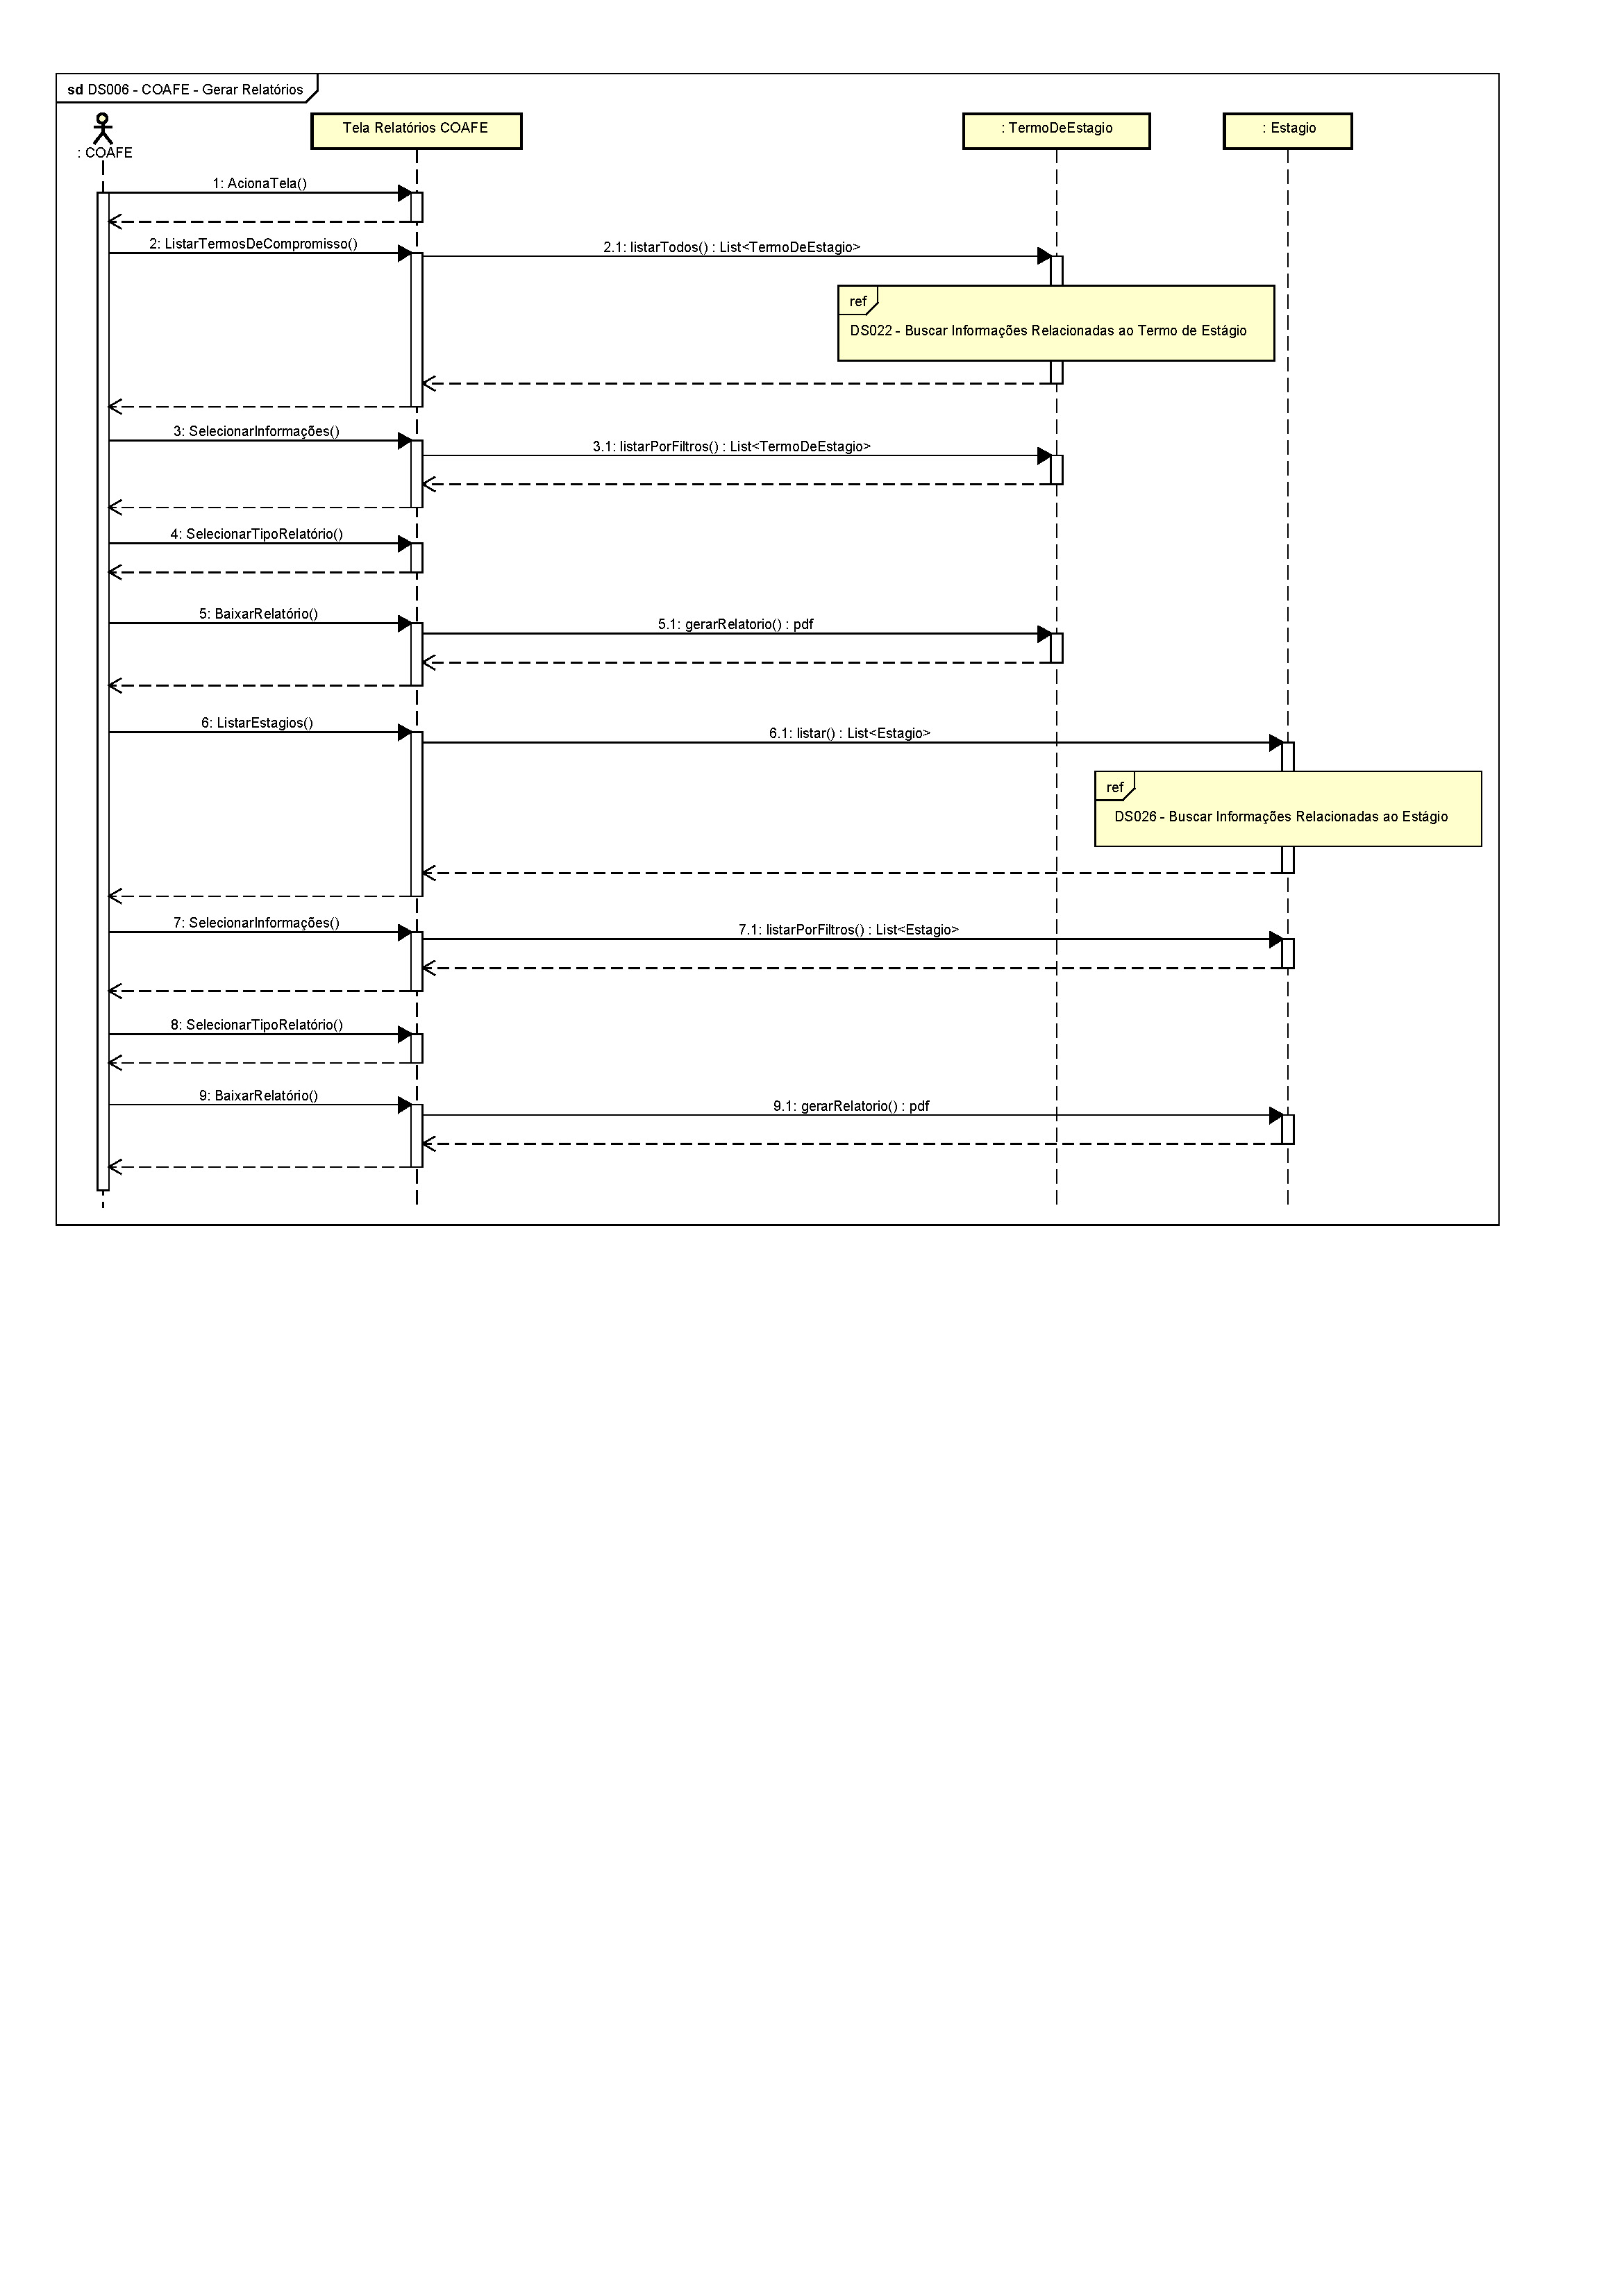 sd DS006 - COAFE - Gerar Relatórios
: COAFE
Tela Relatórios COAFE
: TermoDeEstagio
: Estagio
1: AcionaTela()
2: ListarTermosDeCompromisso()
2.1: listarTodos() : List<TermoDeEstagio>
ref
DS022 - Buscar Informações Relacionadas ao Termo de Estágio
3: SelecionarInformações()
3.1: listarPorFiltros() : List<TermoDeEstagio>
4: SelecionarTipoRelatório()
5: BaixarRelatório()
5.1: gerarRelatorio() : pdf
6: ListarEstagios()
6.1: listar() : List<Estagio>
ref
DS026 - Buscar Informações Relacionadas ao Estágio
7: SelecionarInformações()
7.1: listarPorFiltros() : List<Estagio>
8: SelecionarTipoRelatório()
9: BaixarRelatório()
9.1: gerarRelatorio() : pdf